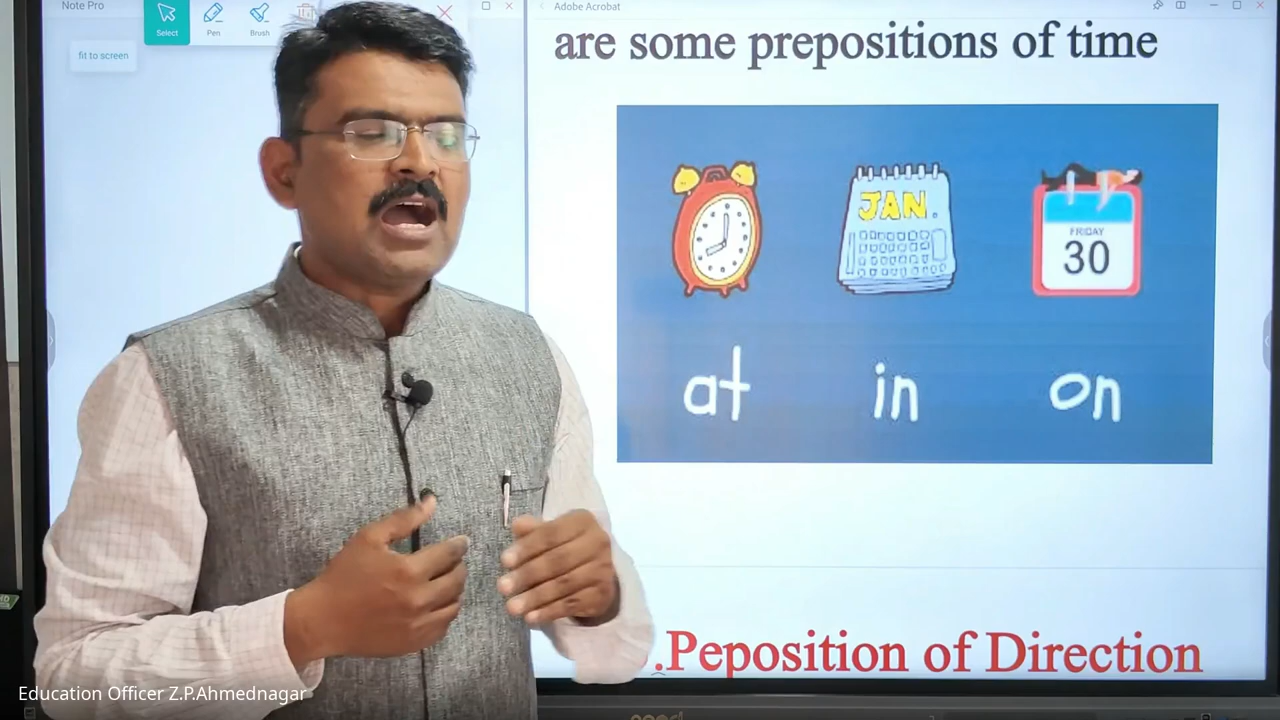 Note Pro
Select
Pen
Brush
fit to screen
Adobe Acrobat
are some prepositions of time
JAN.
FRIDAY
30
at
in
on
.Peposition of Direction
Education Officer Z.P.Ahmednagar